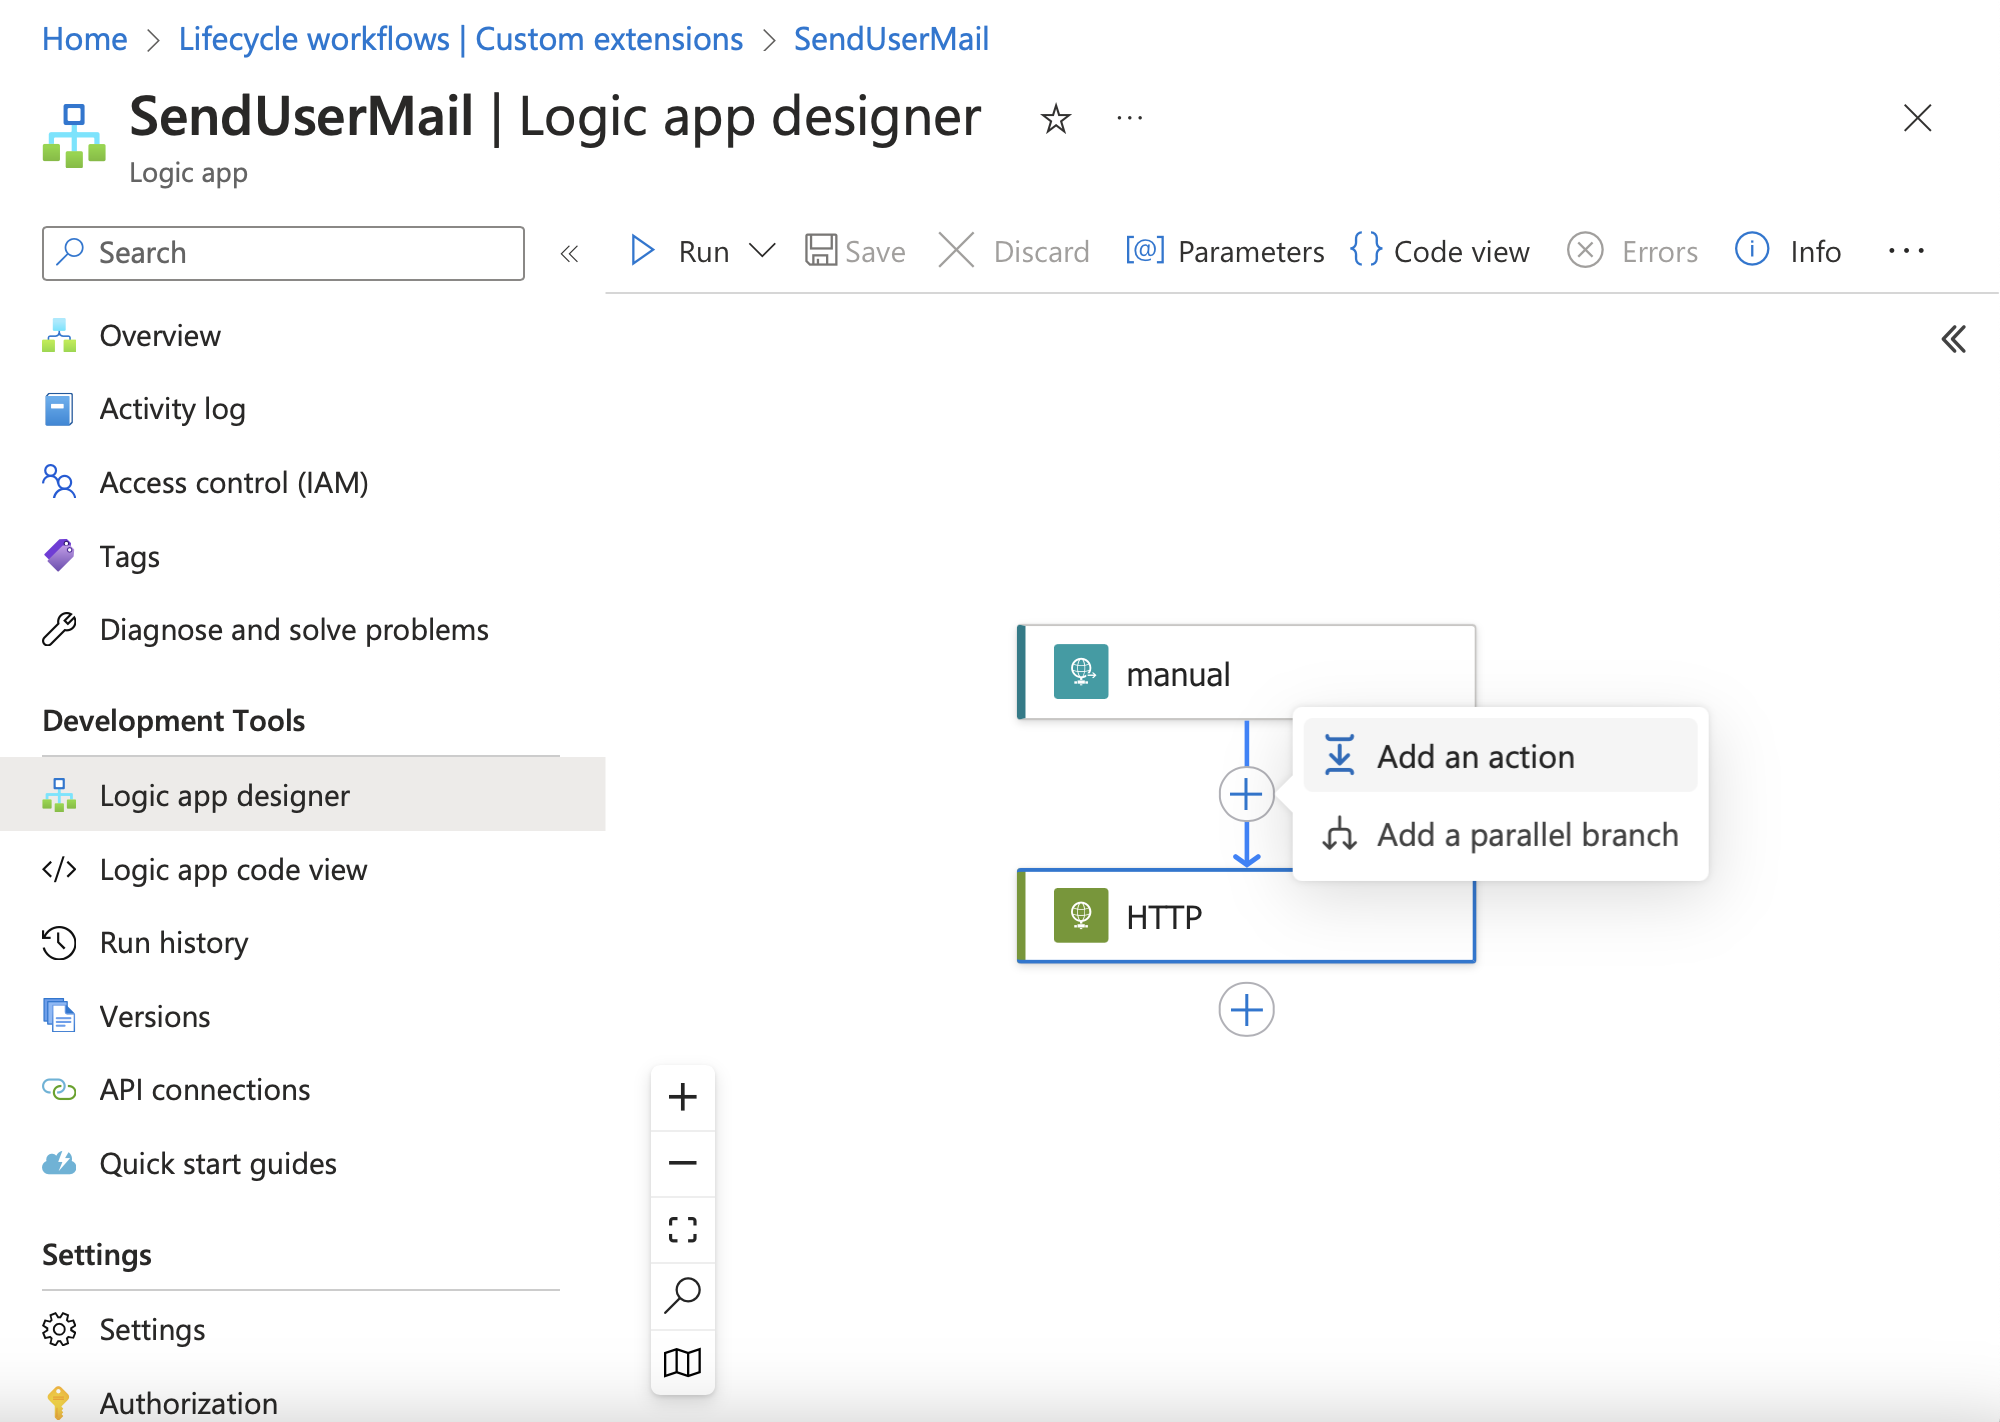 Home > Lifecycle workflows | Custom extensions > SendUserMail
SendUserMail | Logic app designer
Logic app
Search
Run
Save
Discard
[@] Parameters
{} Code view
Errors
Info
Overview
Activity log
Access control (IAM)
Tags
Diagnose and solve problems
Development Tools
Logic app designer
Logic app code view
Run history
Versions
API connections
Quick start guides
Settings
Settings
Authorization
manual
Add an action
Add a parallel branch
HTTP